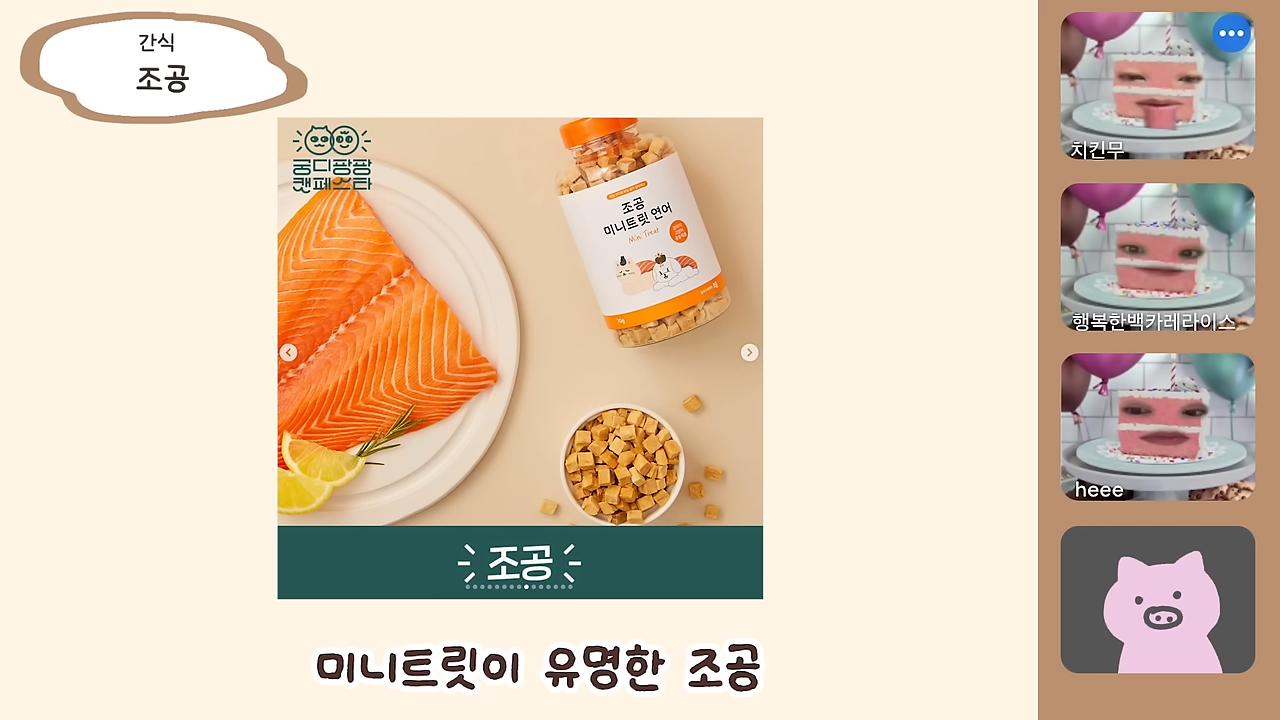 간식
조공
궁디팡팡
캣페스타
조공
미니트릿 연어
Mini Treat
70g
조공
미니트릿이 유명한 조공
치킨무
행복한백카레라이스
heee